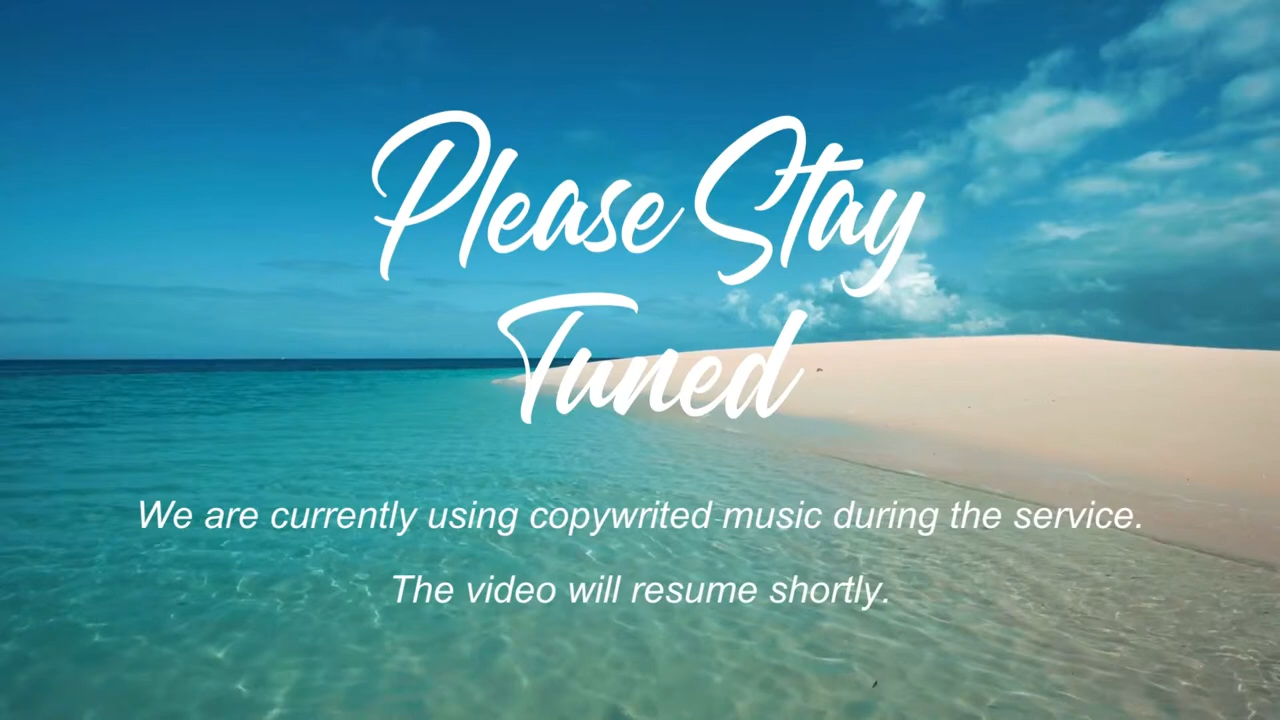 Please Stay
Tuned
We are currently using copywrited music during the service.
The video will resume shortly.